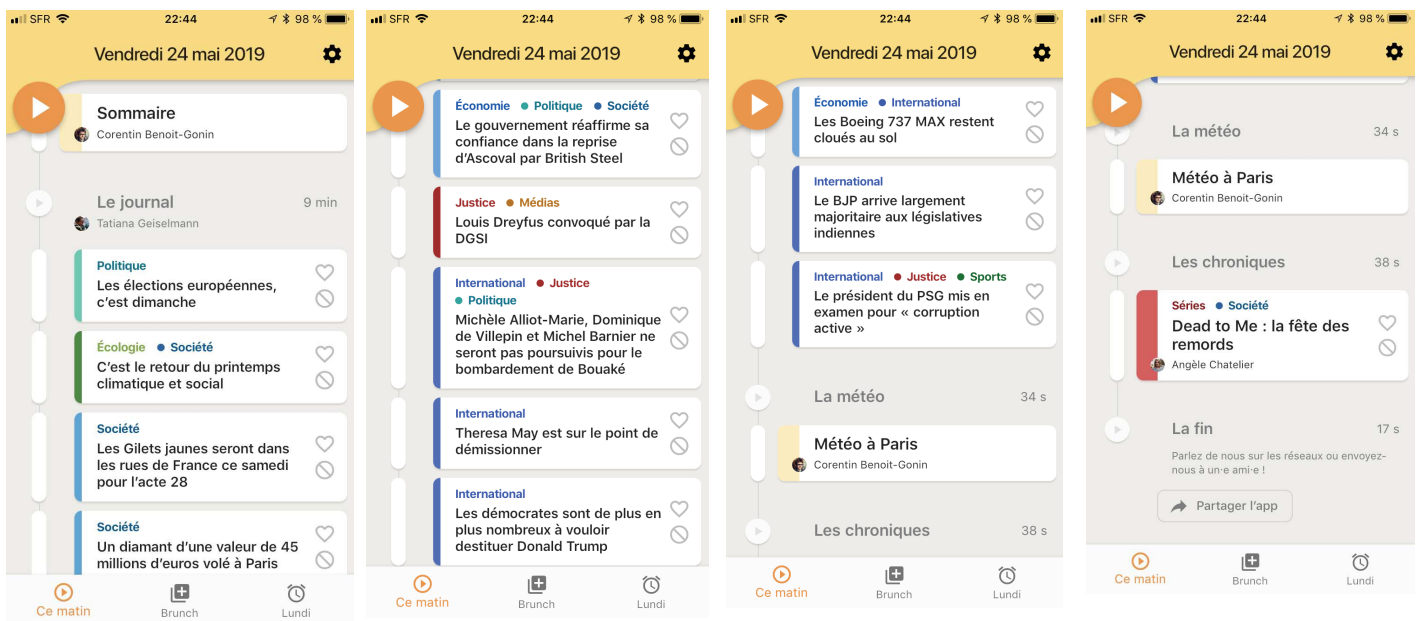 SFR 22:44 98 %
Vendredi 24 mai 2019
Sommaire
Corentin Benoit-Gonin
Le journal 9 min
Tatiana Geiselmann
Politique
Les élections européennes,
c'est dimanche
Écologie • Société
C'est le retour du printemps
climatique et social
Société
Les Gilets jaunes seront dans
les rues de France ce samedi
pour l'acte 28
Société
Un diamant d'une valeur de 45
millions d'euros volé à Paris
Ce matin Brunch Lundi
SFR 22:44 98 %
Vendredi 24 mai 2019
Économie • Politique • Société
Le gouvernement réaffirme sa
confiance dans la reprise
d'Ascoval par British Steel
Justice • Médias
Louis Dreyfus convoqué par la
DGSI
International • Justice
• Politique
Michèle Alliot-Marie, Dominique
de Villepin et Michel Barnier ne
seront pas poursuivis pour le
bombardement de Bouaké
International
Theresa May est sur le point de
démissionner
International
Les démocrates sont de plus en
plus nombreux à vouloir
destituer Donald Trump
Ce matin Brunch Lundi
SFR 22:44 98 %
Vendredi 24 mai 2019
Économie • International
Les Boeing 737 MAX restent
cloués au sol
International
Le BJP arrive largement
majoritaire aux législatives
indiennes
International • Justice • Sports
Le président du PSG mis en
examen pour « corruption
active »
La météo 34 s
Météo à Paris
Corentin Benoit-Gonin
Les chroniques 38 s
Ce matin Brunch Lundi
SFR 22:44 98 %
Vendredi 24 mai 2019
La météo 34 s
Météo à Paris
Corentin Benoit-Gonin
Les chroniques 38 s
Séries • Société
Dead to Me : la fête des
remords
Angèle Chatelier
La fin 17 s
Parlez de nous sur les réseaux ou envoyez-
nous à un·e ami·e !
Partager l'app
Ce matin Brunch Lundi